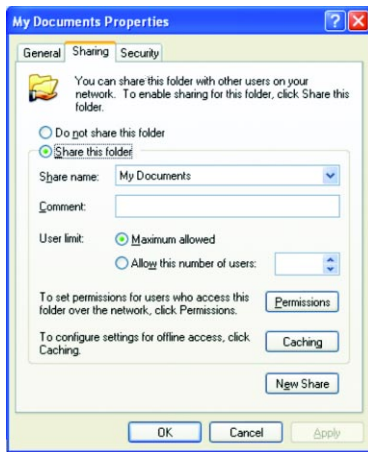 My Documents Properties
General Sharing Security
You can share this folder with other users on your
network. To enable sharing for this folder, click Share this
folder.
Do not share this folder
Share this folder
Share name: My Documents
Comment:
User limit: Maximum allowed
Allow this number of users:
To set permissions for users who access this
folder over the network, click Permissions.
Permissions
To configure settings for offline access, click
Caching.
Caching
New Share
OK Cancel Apply